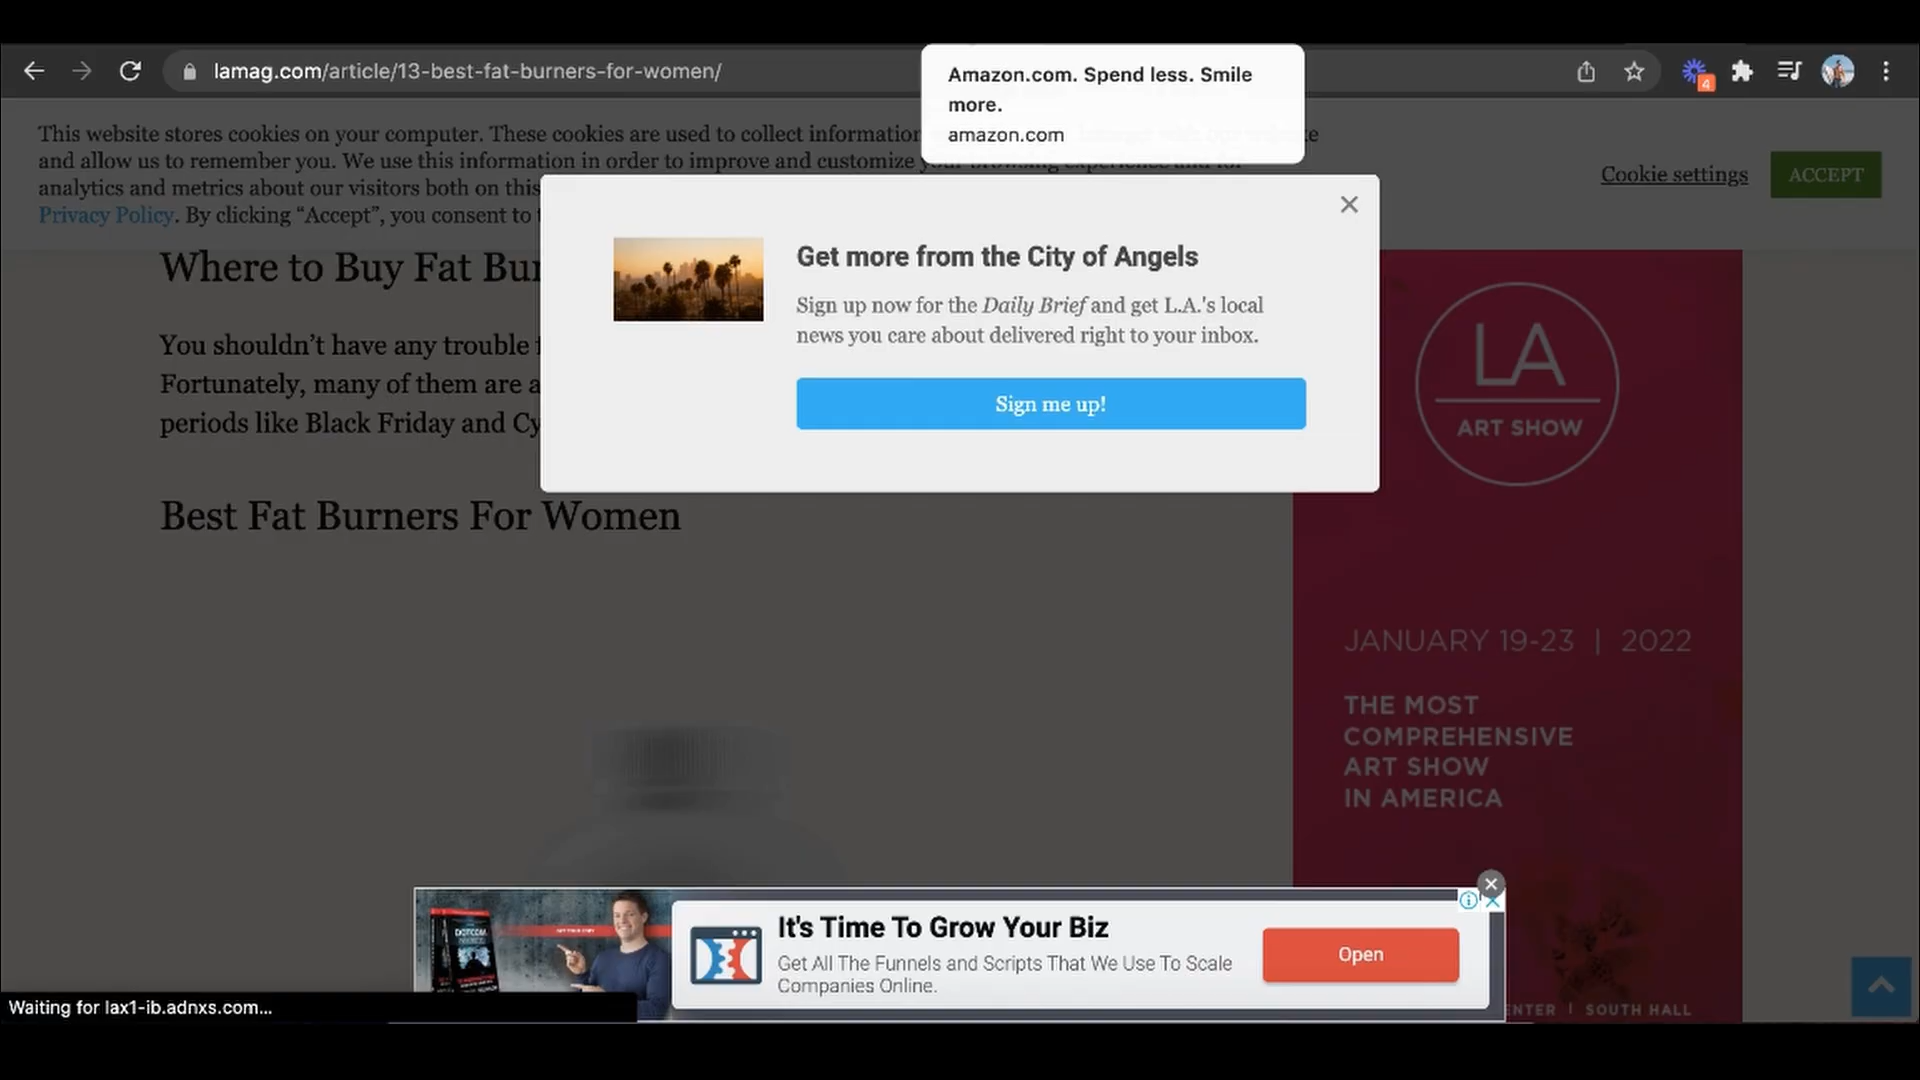 lamag.com/article/13-best-fat-burners-for-women/
Amazon.com. Spend less. Smile
more.
amazon.com
4
This website stores cookies on your computer. These cookies are used to collect information
and allow us to remember you. We use this information in order to improve and customize your browsing experience and for
analytics and metrics about our visitors both on this
Privacy Policy. By clicking “Accept”, you consent to
Cookie settings
ACCEPT
Get more from the City of Angels
Sign up now for the Daily Brief and get L.A.'s local
news you care about delivered right to your inbox.
Sign me up!
Where to Buy Fat Bur
You shouldn’t have any trouble
Fortunately, many of them are a
periods like Black Friday and Cy
Best Fat Burners For Women
LA
ART SHOW
JANUARY 19-23 | 2022
THE MOST
COMPREHENSIVE
ART SHOW
IN AMERICA
ENTER | SOUTH HALL
DOTCOM
It's Time To Grow Your Biz
Get All The Funnels and Scripts That We Use To Scale
Companies Online.
Open
Waiting for lax1-ib.adnxs.com...